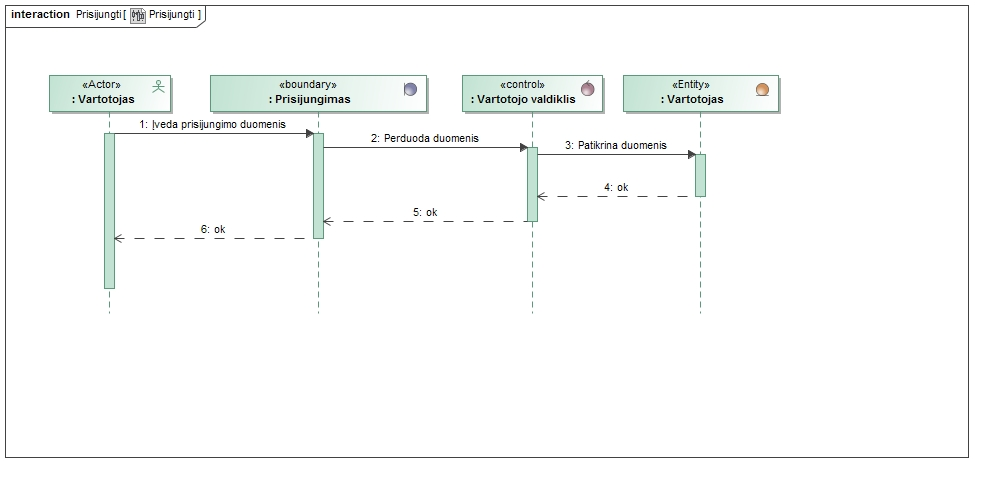 interaction Prisijungti [ Prisijungti ]
«Actor»
: Vartotojas
«boundary»
: Prisijungimas
«control»
: Vartotojo valdiklis
«Entity»
: Vartotojas
1: Įveda prisijungimo duomenis
2: Perduoda duomenis
3: Patikrina duomenis
4: ok
5: ok
6: ok